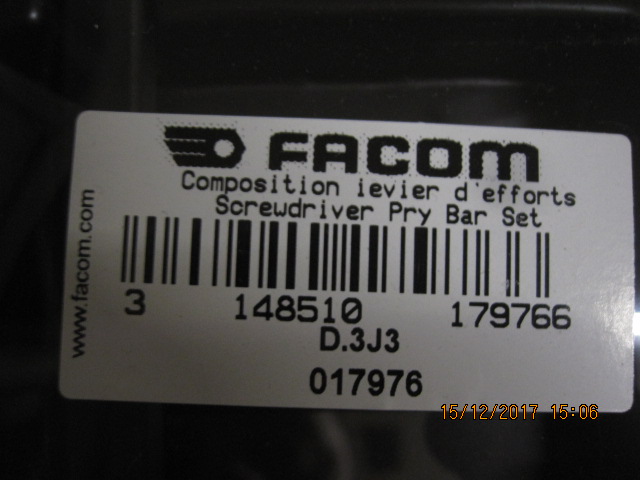 FACOM
Composition levier d'efforts
Screwdriver Pry Bar Set
3 148510 179766
D.3J3
017976
www.facom.com
15/12/2017 15:06